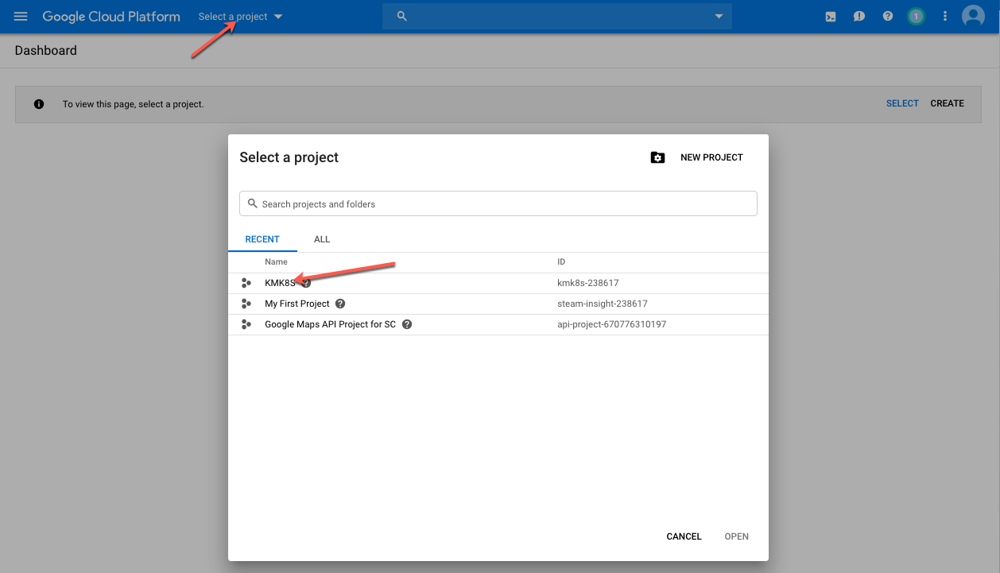 Google Cloud Platform Select a project 1
Dashboard
To view this page, select a project. SELECT CREATE
Select a project NEW PROJECT
Search projects and folders
RECENT ALL
Name ID
KMK8S kmk8s-238617
My First Project steam-insight-238617
Google Maps API Project for SC api-project-670776310197
CANCEL OPEN